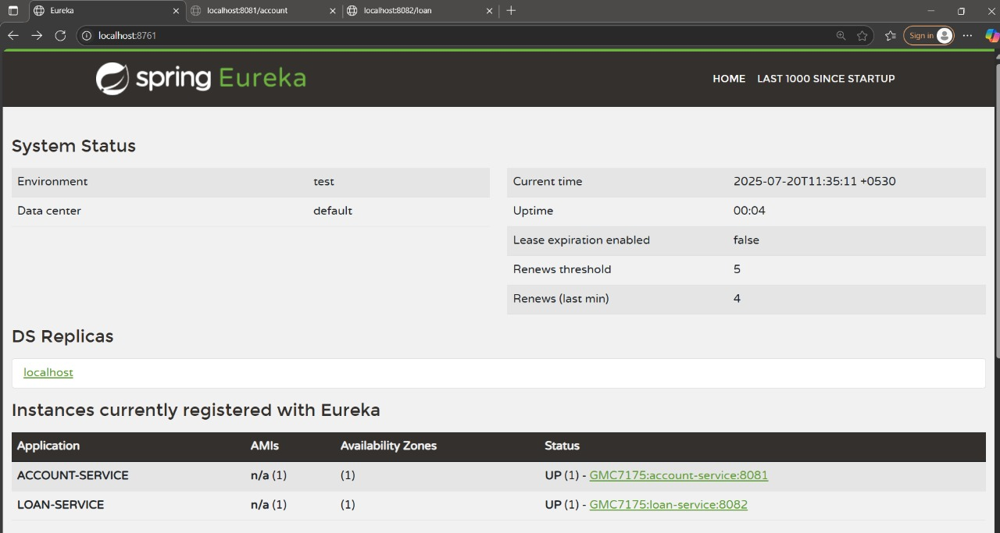 Eureka
localhost:8081/account
localhost:8082/loan
localhost:8761
Sign in
spring Eureka
HOME LAST 1000 SINCE STARTUP
System Status
Environment test
Data center default
Current time 2025-07-20T11:35:11 +0530
Uptime 00:04
Lease expiration enabled false
Renews threshold 5
Renews (last min) 4
DS Replicas
localhost
Instances currently registered with Eureka
Application AMIs Availability Zones Status
ACCOUNT-SERVICE n/a (1) (1) UP (1) - GMC7175:account-service:8081
LOAN-SERVICE n/a (1) (1) UP (1) - GMC7175:loan-service:8082